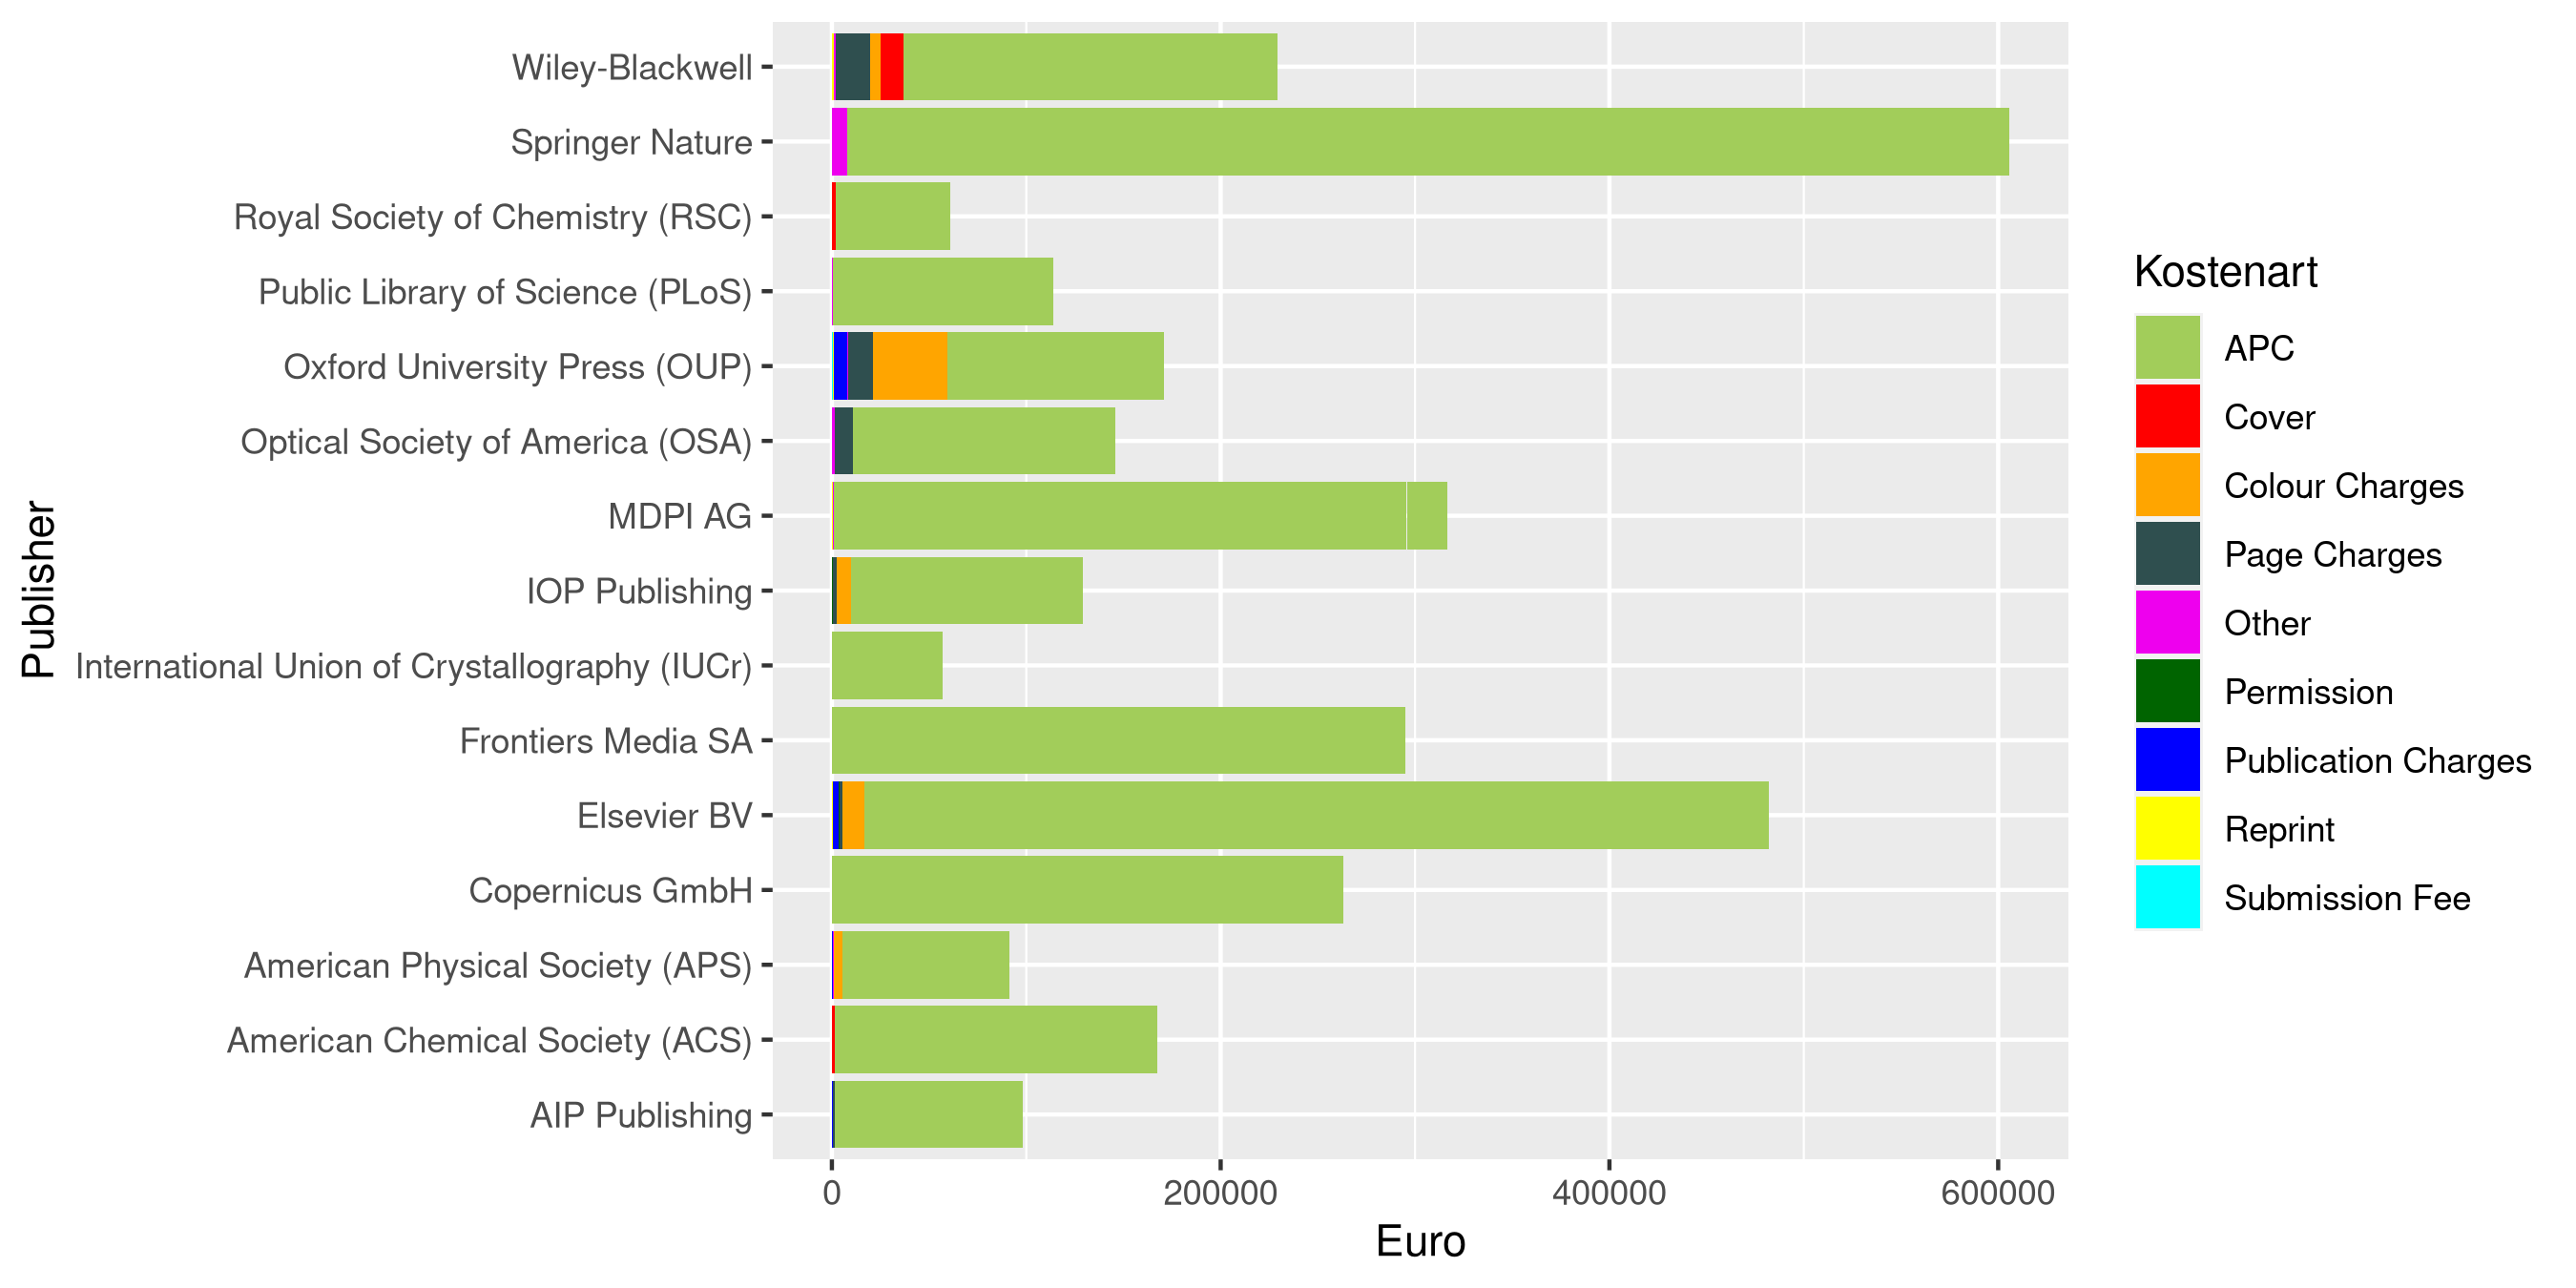 Publisher
Wiley-Blackwell
Springer Nature
Royal Society of Chemistry (RSC)
Public Library of Science (PLoS)
Oxford University Press (OUP)
Optical Society of America (OSA)
MDPI AG
IOP Publishing
International Union of Crystallography (IUCr)
Frontiers Media SA
Elsevier BV
Copernicus GmbH
American Physical Society (APS)
American Chemical Society (ACS)
AIP Publishing
0 200000 400000 600000
Euro
Kostenart
APC
Cover
Colour Charges
Page Charges
Other
Permission
Publication Charges
Reprint
Submission Fee